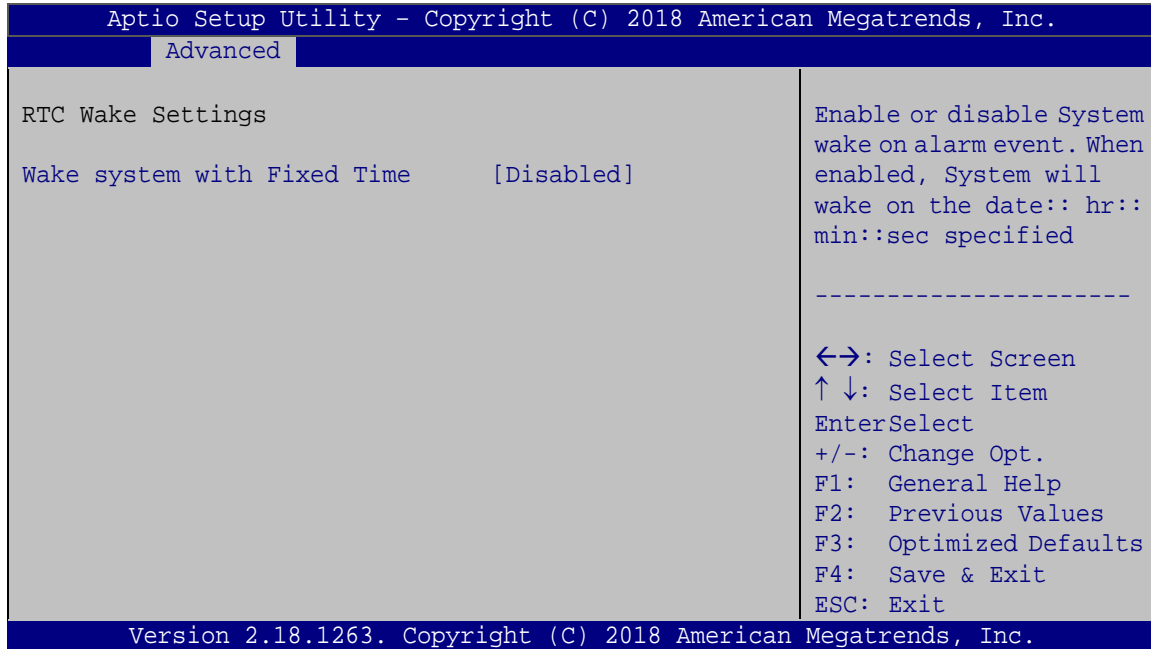 Aptio Setup Utility – Copyright (C) 2018 American Megatrends, Inc.
Advanced
RTC Wake Settings
Wake system with Fixed Time [Disabled]
Enable or disable System
wake on alarm event. When
enabled, System will
wake on the date:: hr::
min::sec specified
----------------------
←→: Select Screen
↑ ↓: Select Item
EnterSelect
+/-: Change Opt.
F1: General Help
F2: Previous Values
F3: Optimized Defaults
F4: Save & Exit
ESC: Exit
Version 2.18.1263. Copyright (C) 2018 American Megatrends, Inc.